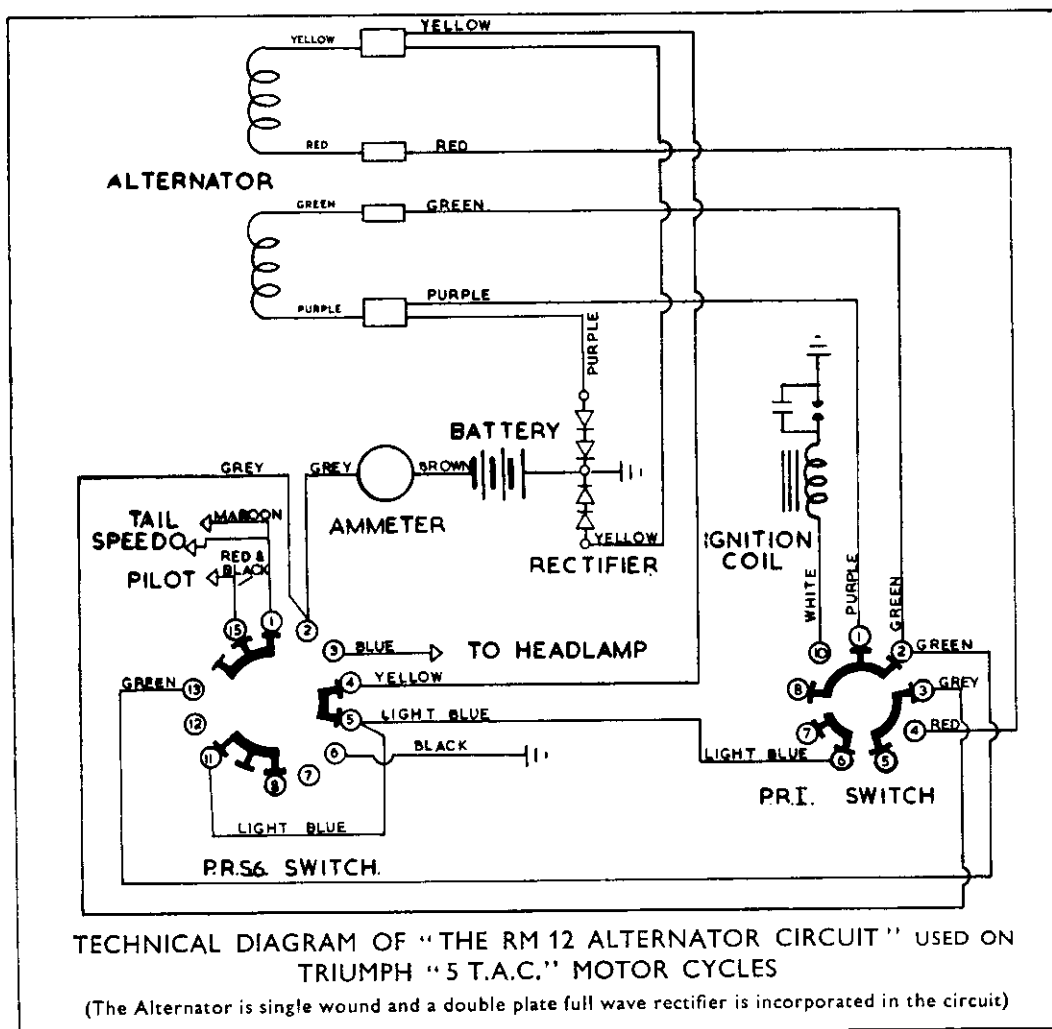 YELLOW
YELLOW
RED
RED
ALTERNATOR
GREEN
GREEN
PURPLE
PURPLE
PURPLE
BATTERY
GREY
GREY
BROWN
AMMETER
MAROON
TAIL
SPEEDO
RED &
BLACK
PILOT
YELLOW
RECTIFIER
IGNITION
COIL
WHITE
PURPLE
GREEN
15
1
2
3
BLUE
TO HEADLAMP
4
YELLOW
GREEN
13
5
LIGHT BLUE
12
6
BLACK
11
8
7
LIGHT BLUE
P.R.S6. SWITCH.
10
1
2
GREEN
8
3
GREY
7
4
RED
LIGHT BLUE
6
5
P.R.I. SWITCH
TECHNICAL DIAGRAM OF "THE RM 12 ALTERNATOR CIRCUIT" USED ON
TRIUMPH "5 T.A.C." MOTOR CYCLES
(The Alternator is single wound and a double plate full wave rectifier is incorporated in the circuit)